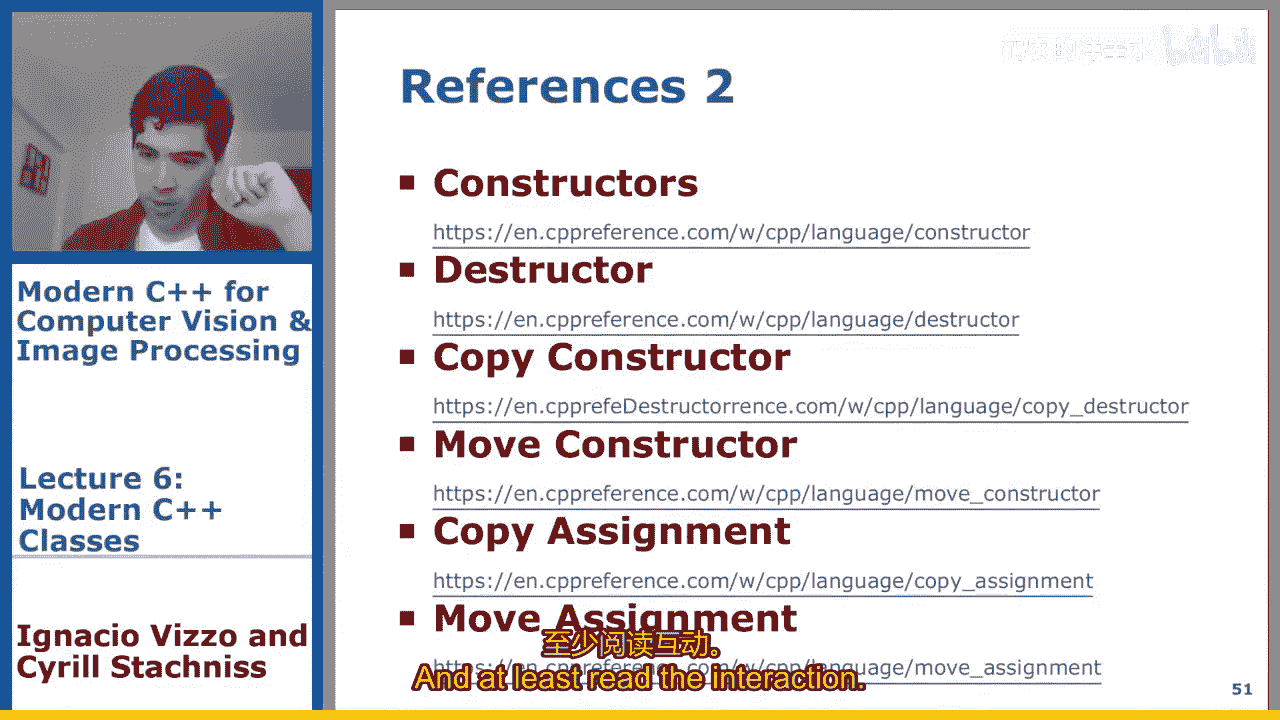 References 2
Constructors
https://en.cppreference.com/w/cpp/language/constructor
Destructor
https://en.cppreference.com/w/cpp/language/destructor
Copy Constructor
https://en.cpprefeDestructorrence.com/w/cpp/language/copy_destructor
Move Constructor
https://en.cppreference.com/w/cpp/language/move_constructor
Copy Assignment
https://en.cppreference.com/w/cpp/language/copy_assignment
Move Assignment
https://en.cppreference.com/w/cpp/language/move_assignment
至少阅读互动。
And at least read the interaction.
51
Modern C++ for
Computer Vision &
Image Processing
Lecture 6:
Modern C++
Classes
Ignacio Vizzo and
Cyrill Stachniss
bilibili